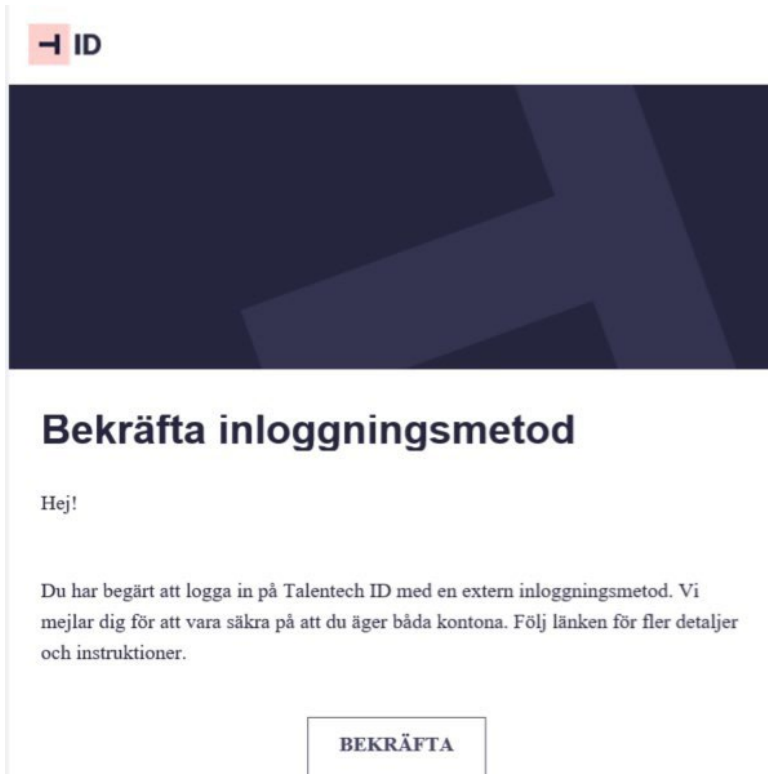 ID
Bekräfta inloggningsmetod
Hej!
Du har begärt att logga in på Talentech ID med en extern inloggningsmetod. Vi
mejlar dig för att vara säkra på att du äger båda kontona. Följ länken för fler detaljer
och instruktioner.
BEKRÄFTA